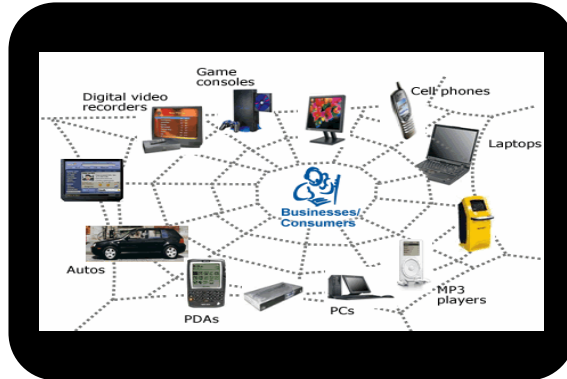 Game
consoles
Digital video
recorders
Cell phones
Laptops
Businesses/
Consumers
Autos
MP3
players
PDAs
PCs